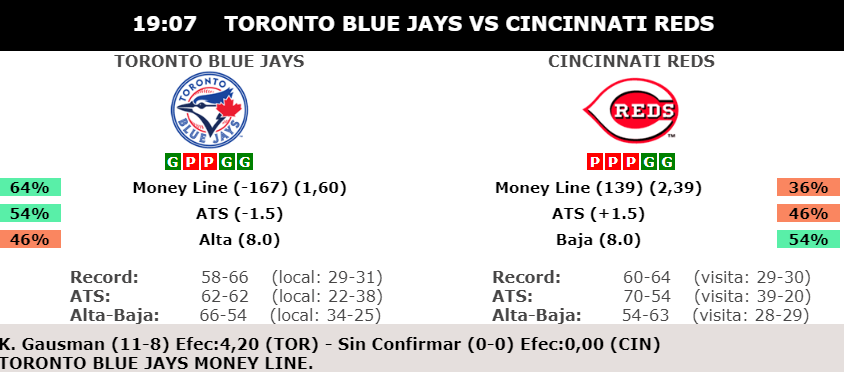 19:07 TORONTO BLUE JAYS VS CINCINNATI REDS
TORONTO BLUE JAYS CINCINNATI REDS
TORONTO
BLUE JAYS
REDS
G P P G G P P P G G
64% Money Line (-167) (1,60) Money Line (139) (2,39) 36%
54% ATS (-1.5) ATS (+1.5) 46%
46% Alta (8.0) Baja (8.0) 54%
Record: 58-66 (local: 29-31) Record: 60-64 (visita: 29-30)
ATS: 62-62 (local: 22-38) ATS: 70-54 (visita: 39-20)
Alta-Baja: 66-54 (local: 34-25) Alta-Baja: 54-63 (visita: 28-29)
K. Gausman (11-8) Efec:4,20 (TOR) - Sin Confirmar (0-0) Efec:0,00 (CIN)
TORONTO BLUE JAYS MONEY LINE.